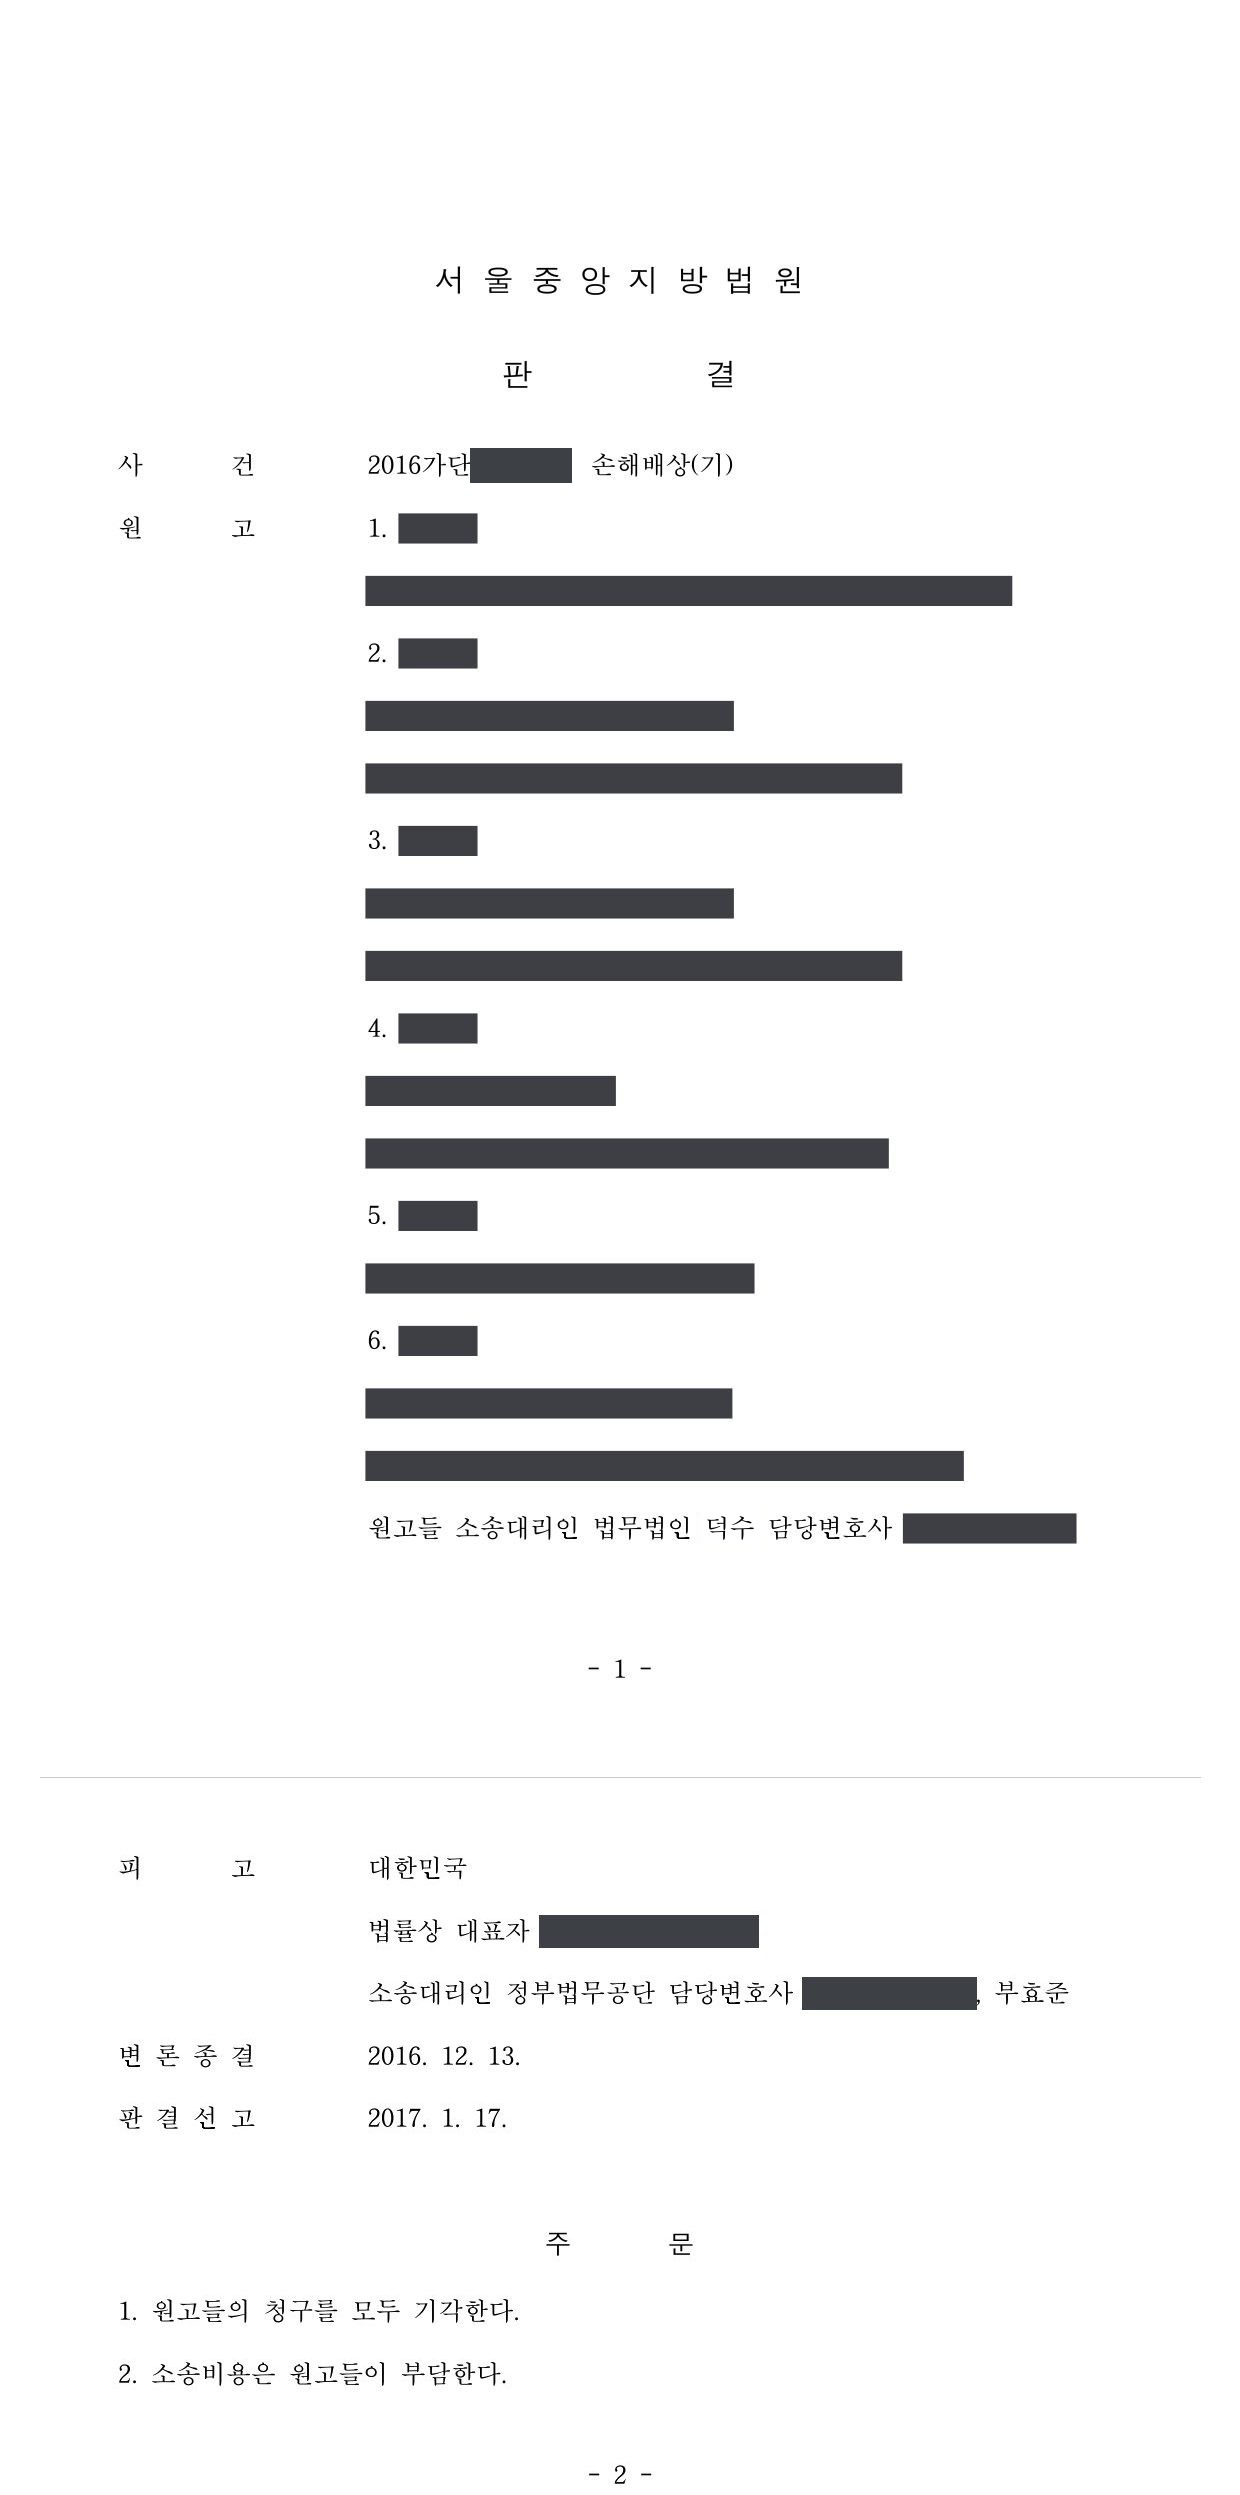 서울중앙지방법원
판 결
사 건 2016가단 손해배상(기)
원 고 1.
2.
3.
4.
5.
6.
원고들 소송대리인 법무법인 덕수 담당변호사
- 1 -
피 고 대한민국
법률상 대표자
소송대리인 정부법무공단 담당변호사 , 부효준
변론종결 2016. 12. 13.
판결선고 2017. 1. 17.
주 문
1. 원고들의 청구를 모두 기각한다.
2. 소송비용은 원고들이 부담한다.
- 2 -